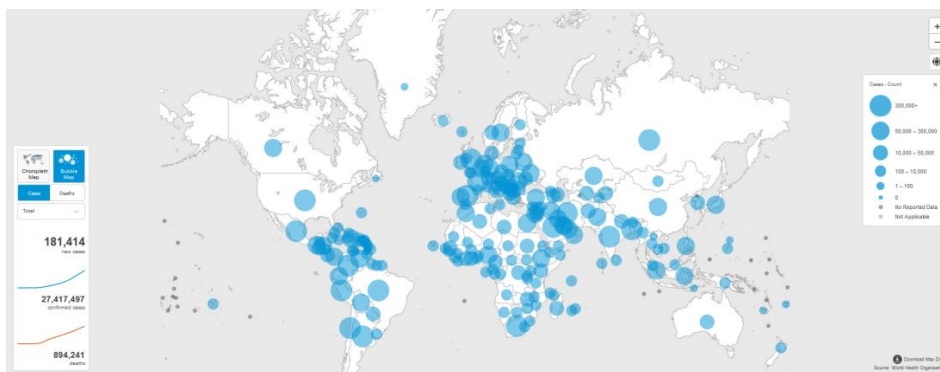 +
−
Cases - Count ×
300,000+
50,000 – 300,000
10,000 – 50,000
100 – 10,000
1 – 100
0
No Reported Data
Not Applicable
Choropleth Map
Bubble Map
Cases
Deaths
Total
181,414
new cases
27,417,497
confirmed cases
894,241
deaths
Download Map Da
Source: World Health Organizat